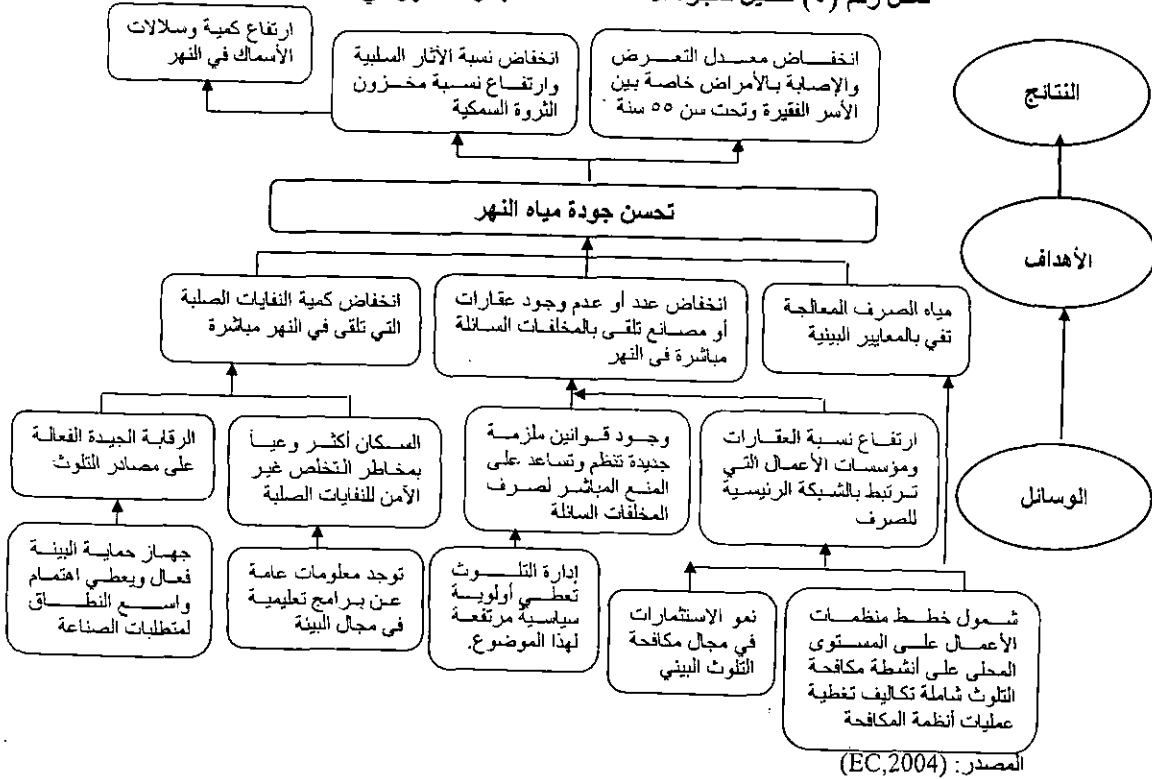 ارتفاع كمية وسلالات
الأسماك في النهر
انخفاض نسبة الآثار السلبية
وارتفاع نسبة مخزون
الثروة السمكية
انخفاض معدل التعرض
والإصابة بالأمراض خاصة بين
الأسر الفقيرة وتحت سن ٥٥ سنة
النتائج
تحسن جودة مياه النهر
الأهداف
انخفاض كمية النفايات الصلبة
التي تلقى في النهر مباشرة
انخفاض عدد أو عدم وجود عقارات
أو مصانع تلقى بالمخلفات السائلة
مباشرة فى النهر
مياه الصرف المعالجة
تفي بالمعايير البيئية
الرقابة الجيدة الفعالة
على مصادر التلوث
السكان أكثر وعياً
بمخاطر التخلص غير
الآمن للنفايات الصلبة
وجود قوانين ملزمة
جديدة تنظم وتساعد على
المنع المباشر لصرف
المخلفات السائلة
ارتفاع نسبة العقارات
ومؤسسات الأعمال التي
ترتبط بالشبكة الرئيسية
للصرف
الوسائل
جهاز حماية البيئة
فعال ويعطي اهتمام
واسع النطاق
لمتطلبات الصناعة
توجد معلومات عامة
عن برامج تعليمية
فى مجال البيئة
إدارة التلوث
تعطي أولوية
سياسية مرتفعة
لهذا الموضوع.
نمو الاستثمارات
في مجال مكافحة
التلوث البيئي
شمول خطط منظمات
الأعمال على المستوى
المحلى على أنشطة مكافحة
التلوث شاملة تكاليف تغطية
عمليات أنظمة المكافحة
المصدر: (EC,2004)